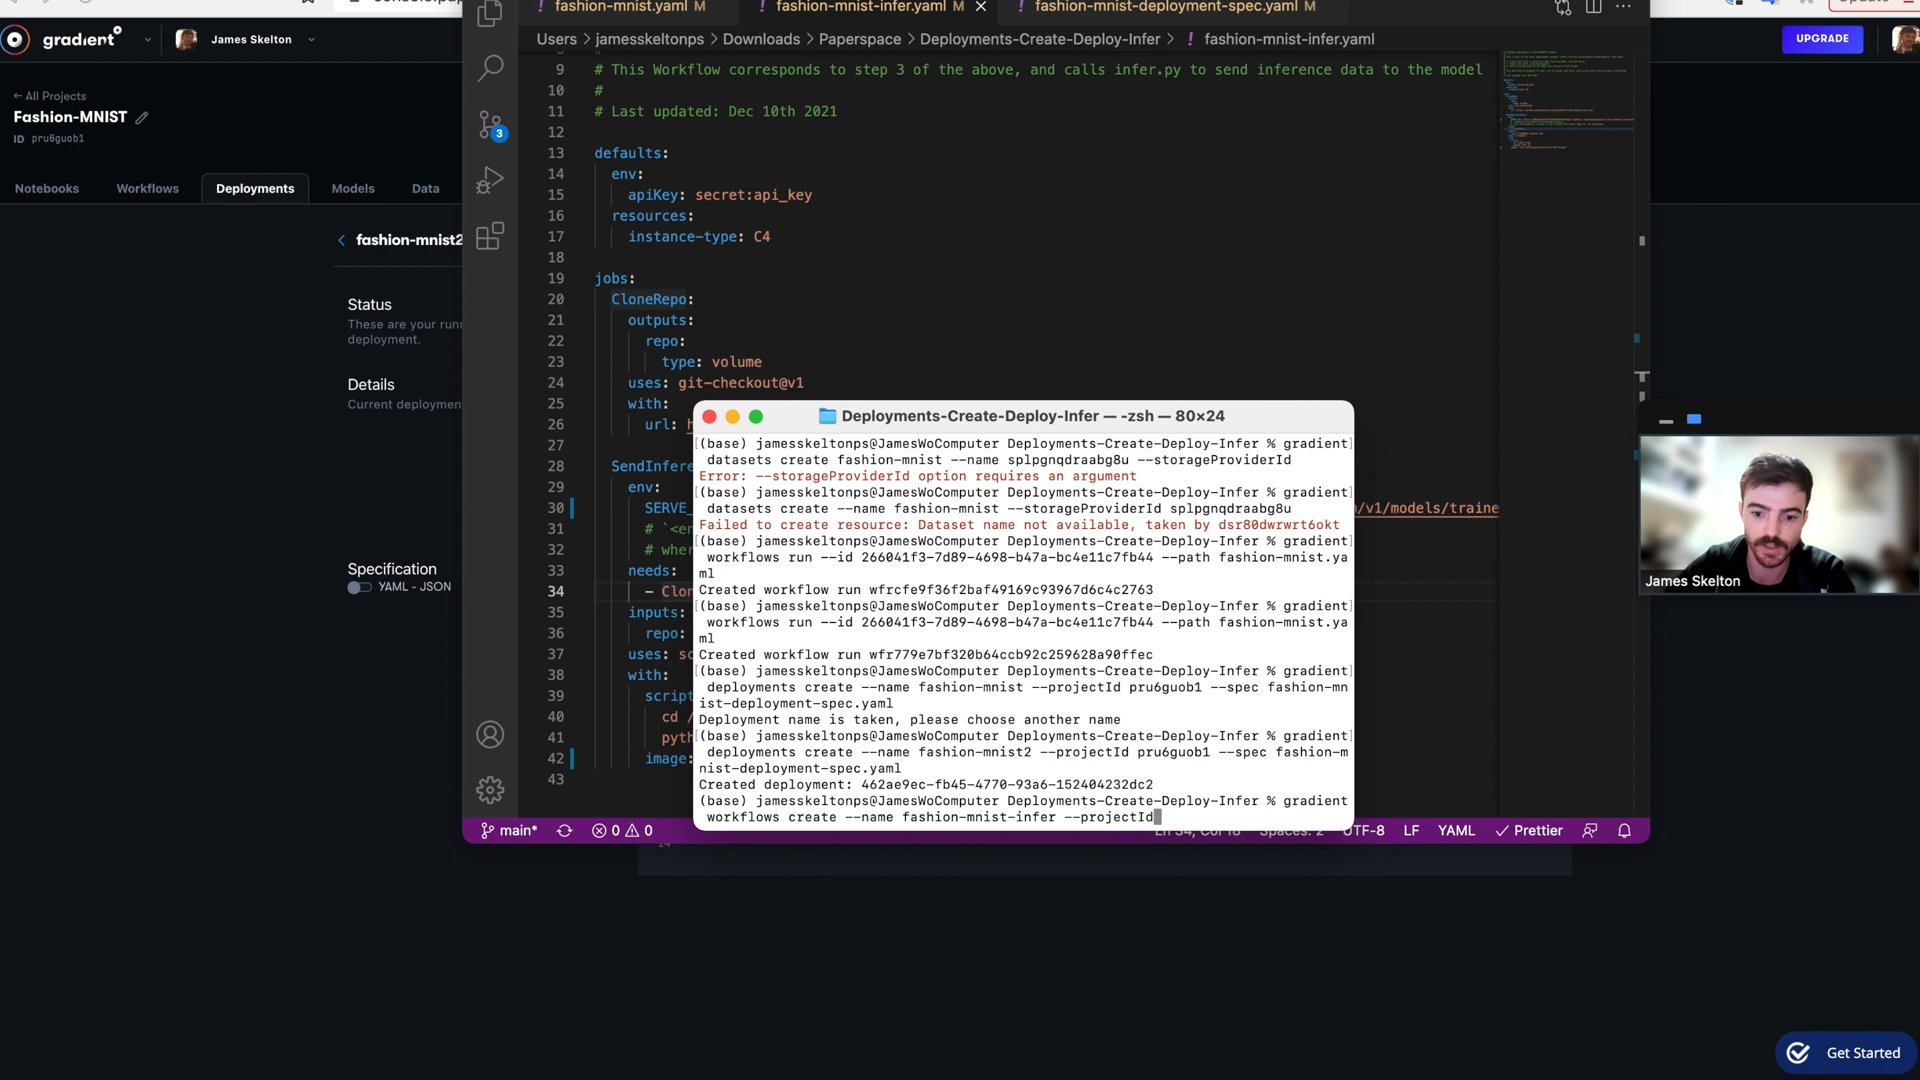 gradient
James Skelton
UPGRADE
← All Projects
Fashion-MNIST
ID pru6guob1
Notebooks
Workflows
Deployments
Models
Data
fashion-mnist2
Status
These are your runn
deployment.
Details
Current deploymen
Specification
YAML - JSON
! fashion-mnist.yaml M
! fashion-mnist-infer.yaml M
! fashion-mnist-deployment-spec.yaml M
Users > jamesskeltonps > Downloads > Paperspace > Deployments-Create-Deploy-Infer > ! fashion-mnist-infer.yaml
3
9 # This Workflow corresponds to step 3 of the above, and calls infer.py to send inference data to the model
10 #
11 # Last updated: Dec 10th 2021
12
13 defaults:
14 env:
15 apiKey: secret:api_key
16 resources:
17 instance-type: C4
18
19 jobs:
20 CloneRepo:
21 outputs:
22 repo:
23 type: volume
24 uses: git-checkout@v1
25 with:
26 url: h
27
28 SendInfere
29 env:
30 SERVE_ /v1/models/traine
31 # `<en
32 # wher
33 needs:
34 - Clon
35 inputs:
36 repo:
37 uses: sc
38 with:
39 script
40 cd /
41 pyth
42 image:
43
Deployments-Create-Deploy-Infer — -zsh — 80×24
[(base) jamesskeltonps@JamesWoComputer Deployments-Create-Deploy-Infer % gradient]
datasets create fashion-mnist --name splpgnqdraabg8u --storageProviderId
Error: --storageProviderId option requires an argument
[(base) jamesskeltonps@JamesWoComputer Deployments-Create-Deploy-Infer % gradient]
datasets create --name fashion-mnist --storageProviderId splpgnqdraabg8u
Failed to create resource: Dataset name not available, taken by dsr80dwrwrt6okt
[(base) jamesskeltonps@JamesWoComputer Deployments-Create-Deploy-Infer % gradient]
workflows run --id 266041f3-7d89-4698-b47a-bc4e11c7fb44 --path fashion-mnist.ya
ml
Created workflow run wfrcfe9f36f2baf49169c93967d6c4c2763
[(base) jamesskeltonps@JamesWoComputer Deployments-Create-Deploy-Infer % gradient]
workflows run --id 266041f3-7d89-4698-b47a-bc4e11c7fb44 --path fashion-mnist.ya
ml
Created workflow run wfr779e7bf320b64ccb92c259628a90ffec
[(base) jamesskeltonps@JamesWoComputer Deployments-Create-Deploy-Infer % gradient]
deployments create --name fashion-mnist --projectId pru6guob1 --spec fashion-mn
ist-deployment-spec.yaml
Deployment name is taken, please choose another name
[(base) jamesskeltonps@JamesWoComputer Deployments-Create-Deploy-Infer % gradient]
deployments create --name fashion-mnist2 --projectId pru6guob1 --spec fashion-m
nist-deployment-spec.yaml
Created deployment: 462ae9ec-fb45-4770-93a6-152404232dc2
(base) jamesskeltonps@JamesWoComputer Deployments-Create-Deploy-Infer % gradient
workflows create --name fashion-mnist-infer --projectId
James Skelton
main*
0
0
UTF-8
LF
YAML
Prettier
14
Get Started